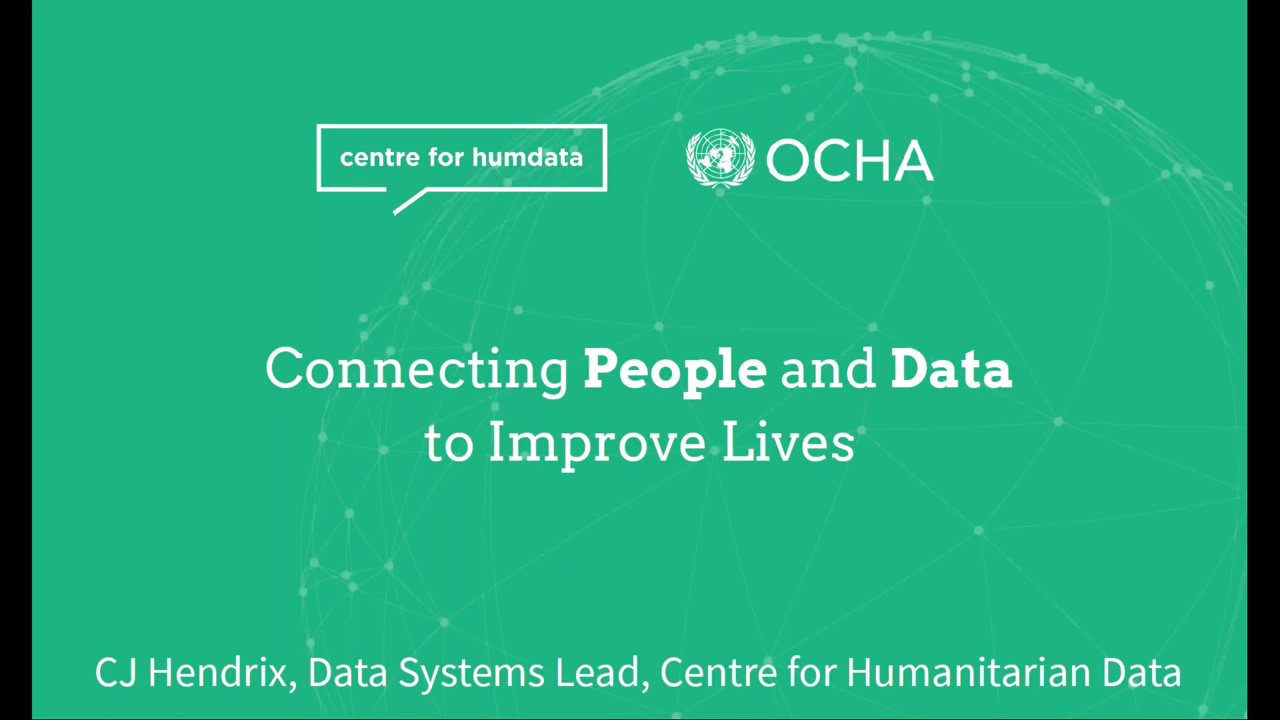 centre for humdata
OCHA
Connecting People and Data
to Improve Lives
CJ Hendrix, Data Systems Lead, Centre for Humanitarian Data